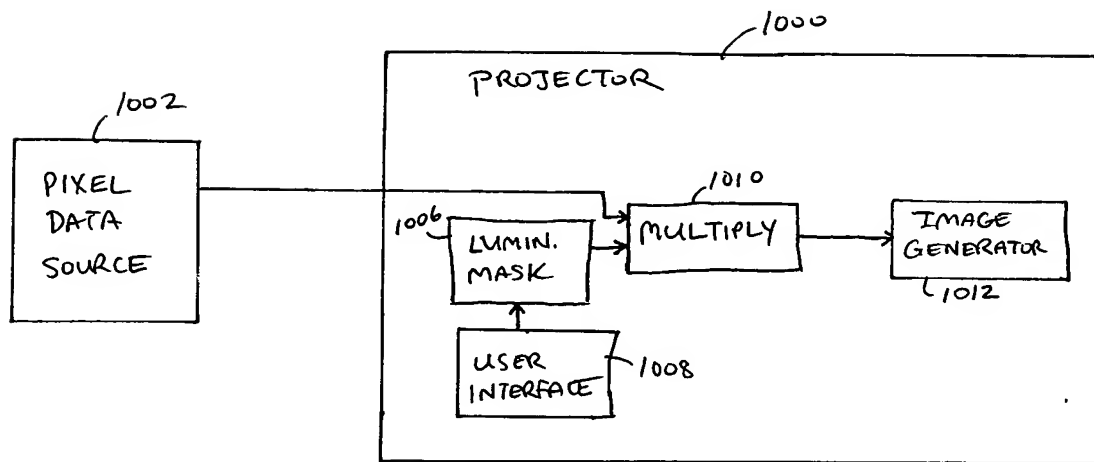 1000
PROJECTOR
1002
PIXEL
DATA
SOURCE
1006
LUMIN.
MASK
1010
MULTIPLY
IMAGE
GENERATOR
1012
USER
INTERFACE
1008